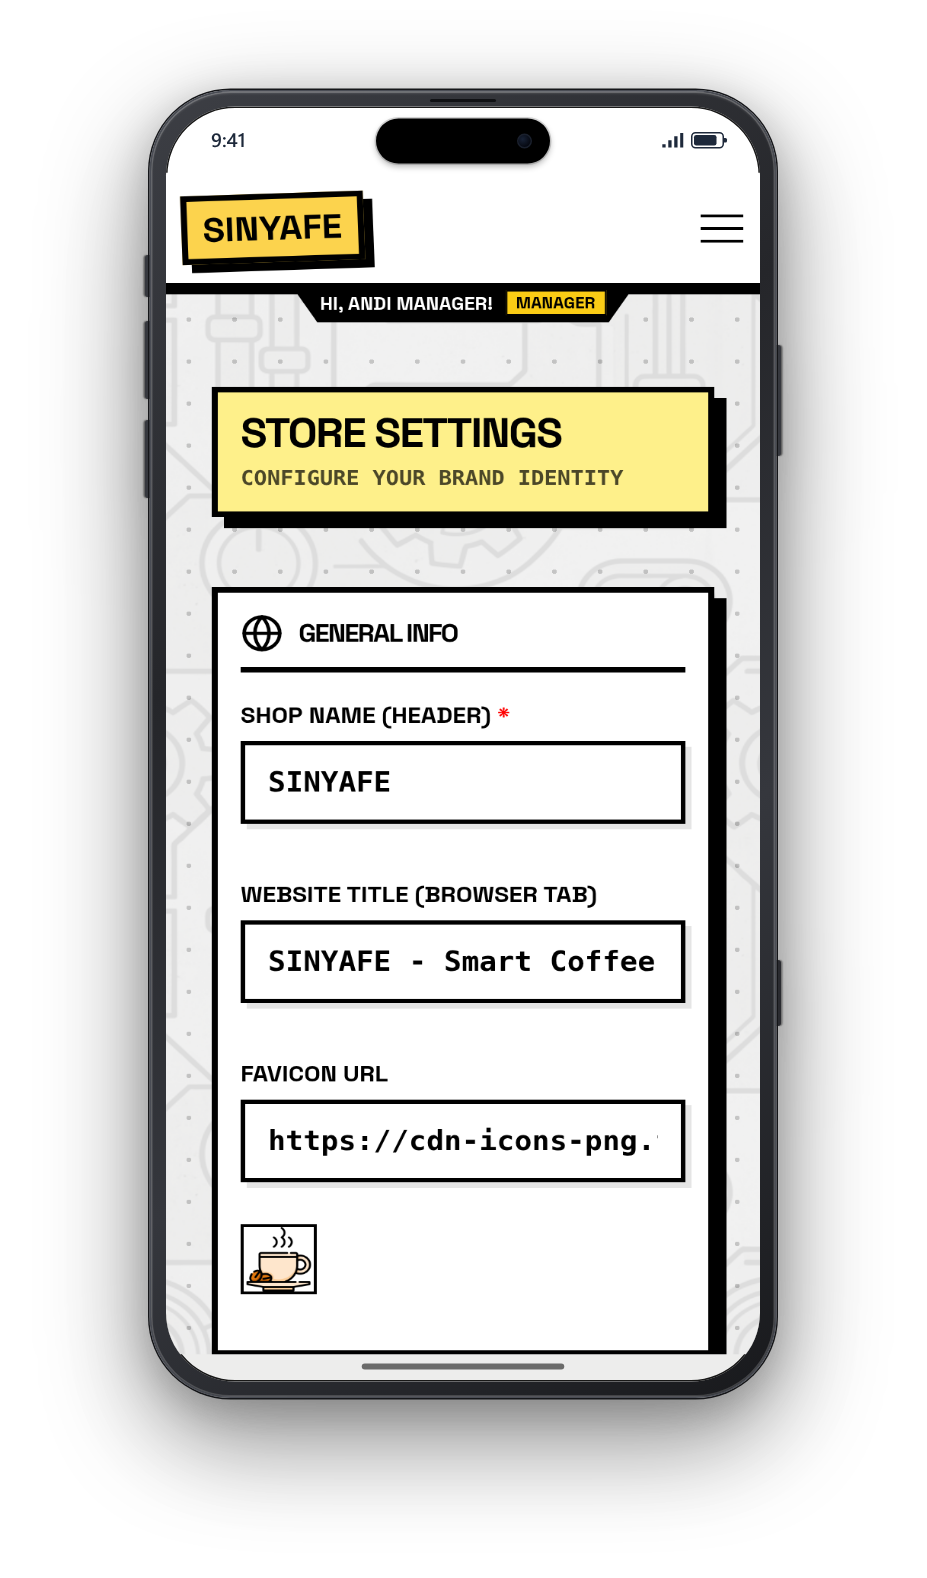 9:41
SINYAFE
HI, ANDI MANAGER! MANAGER
STORE SETTINGS
CONFIGURE YOUR BRAND IDENTITY
GENERAL INFO
SHOP NAME (HEADER) *
SINYAFE
WEBSITE TITLE (BROWSER TAB)
SINYAFE - Smart Coffee
FAVICON URL
https://cdn-icons-png.